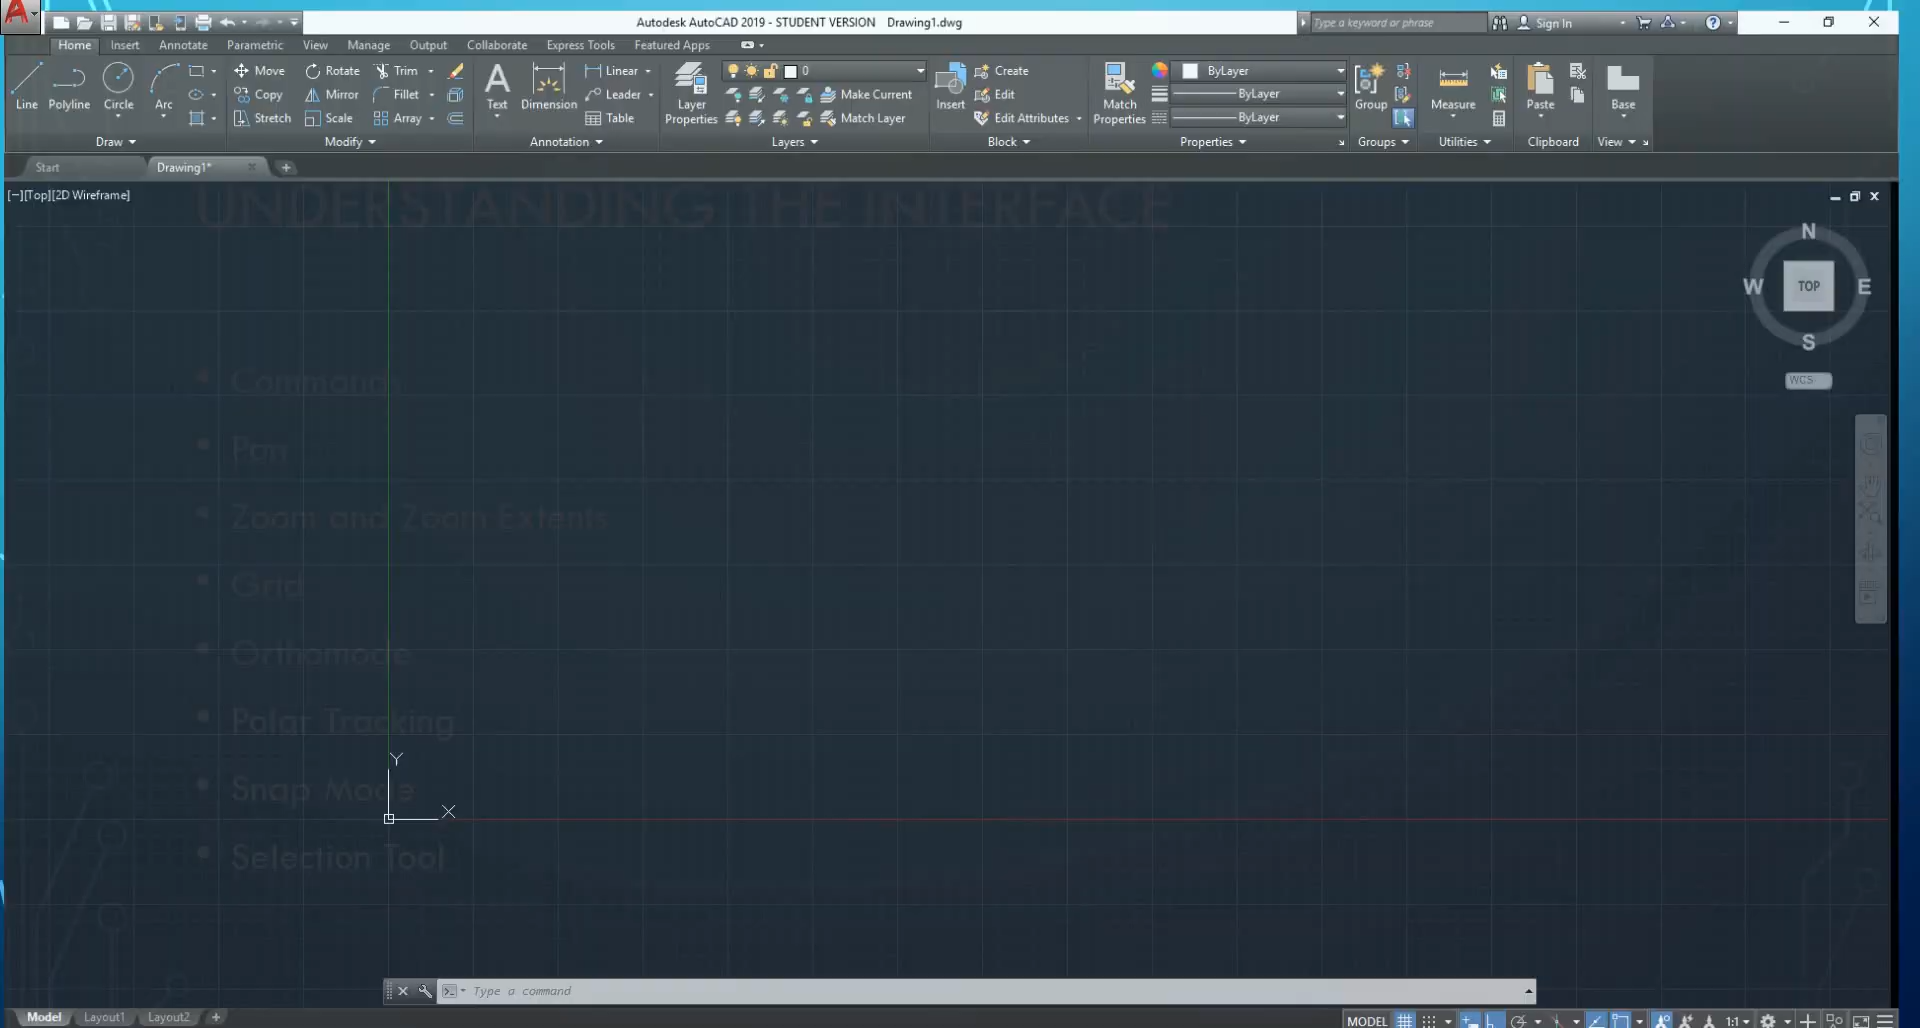 Autodesk AutoCAD 2019 - STUDENT VERSION Drawing1.dwg
Type a keyword or phrase
Sign In
Home Insert Annotate Parametric View Manage Output Collaborate Express Tools Featured Apps
Line Polyline Circle Arc
Move Rotate Trim
Copy Mirror Fillet
Stretch Scale Array
Text Dimension
Linear
Leader
Table
Layer Properties
0
Make Current
Match Layer
Insert
Create
Edit
Edit Attributes
Match Properties
ByLayer
ByLayer
ByLayer
Group
Measure
Paste
Base
Draw Modify Annotation Layers Block Properties Groups Utilities Clipboard View
Start Drawing1*
[−][Top][2D Wireframe]
UNDERSTANDING THE INTERFACE
N
W TOP E
S
WCS
• Commands
• Pan
• Zoom and Zoom Extents
• Grid
• Orthomode
• Polar Tracking
Y
• Snap Mode
X
• Selection Tool
Type a command
Model Layout1 Layout2
MODEL 1:1